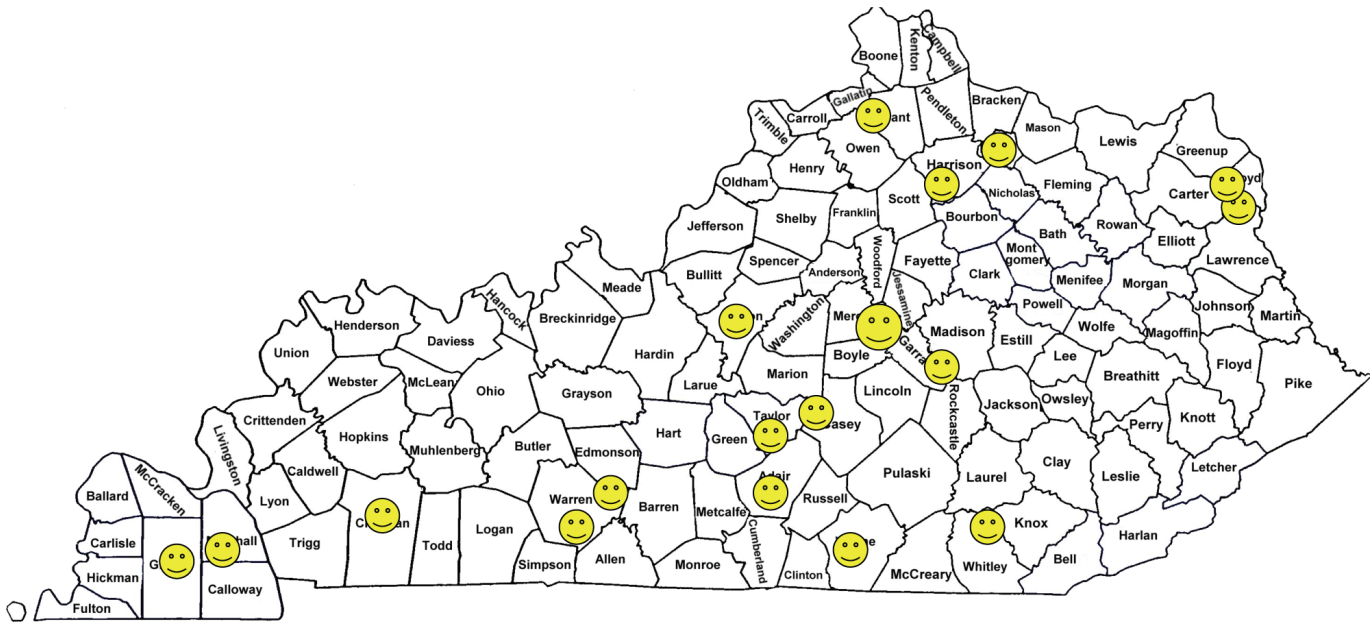 Boone
Kenton
Campbell
Gallatin
Carroll
Trimble
Owen
Pendleton
Bracken
Mason
Lewis
Greenup
Henry
Oldham
Harrison
Nicholas
Fleming
Carter
Scott
Franklin
Shelby
Jefferson
Bourbon
Bath
Rowan
Elliott
Lawrence
Spencer
Bullitt
Anderson
Woodford
Fayette
Clark
Mont
gomery
Menifee
Morgan
Jessamine
Powell
Johnson
Martin
Meade
Hancock
Breckinridge
Washington
Madison
Estill
Wolfe
Magoffin
Henderson
Union
Daviess
Hardin
Boyle
Lee
Floyd
Pike
Breathitt
Webster
McLean
Ohio
Grayson
Larue
Marion
Lincoln
Rockcastle
Jackson
Owsley
Knott
Crittenden
Livingston
Hopkins
Muhlenberg
Butler
Edmonson
Hart
Green
Taylor
Perry
Pulaski
Laurel
Clay
Leslie
Letcher
Caldwell
Lyon
McCracken
Ballard
Warren
Barren
Metcalfe
Russell
Knox
Harlan
Carlisle
Trigg
Todd
Logan
Simpson
Allen
Monroe
Cumberland
Clinton
McCreary
Whitley
Bell
Hickman
Calloway
Fulton